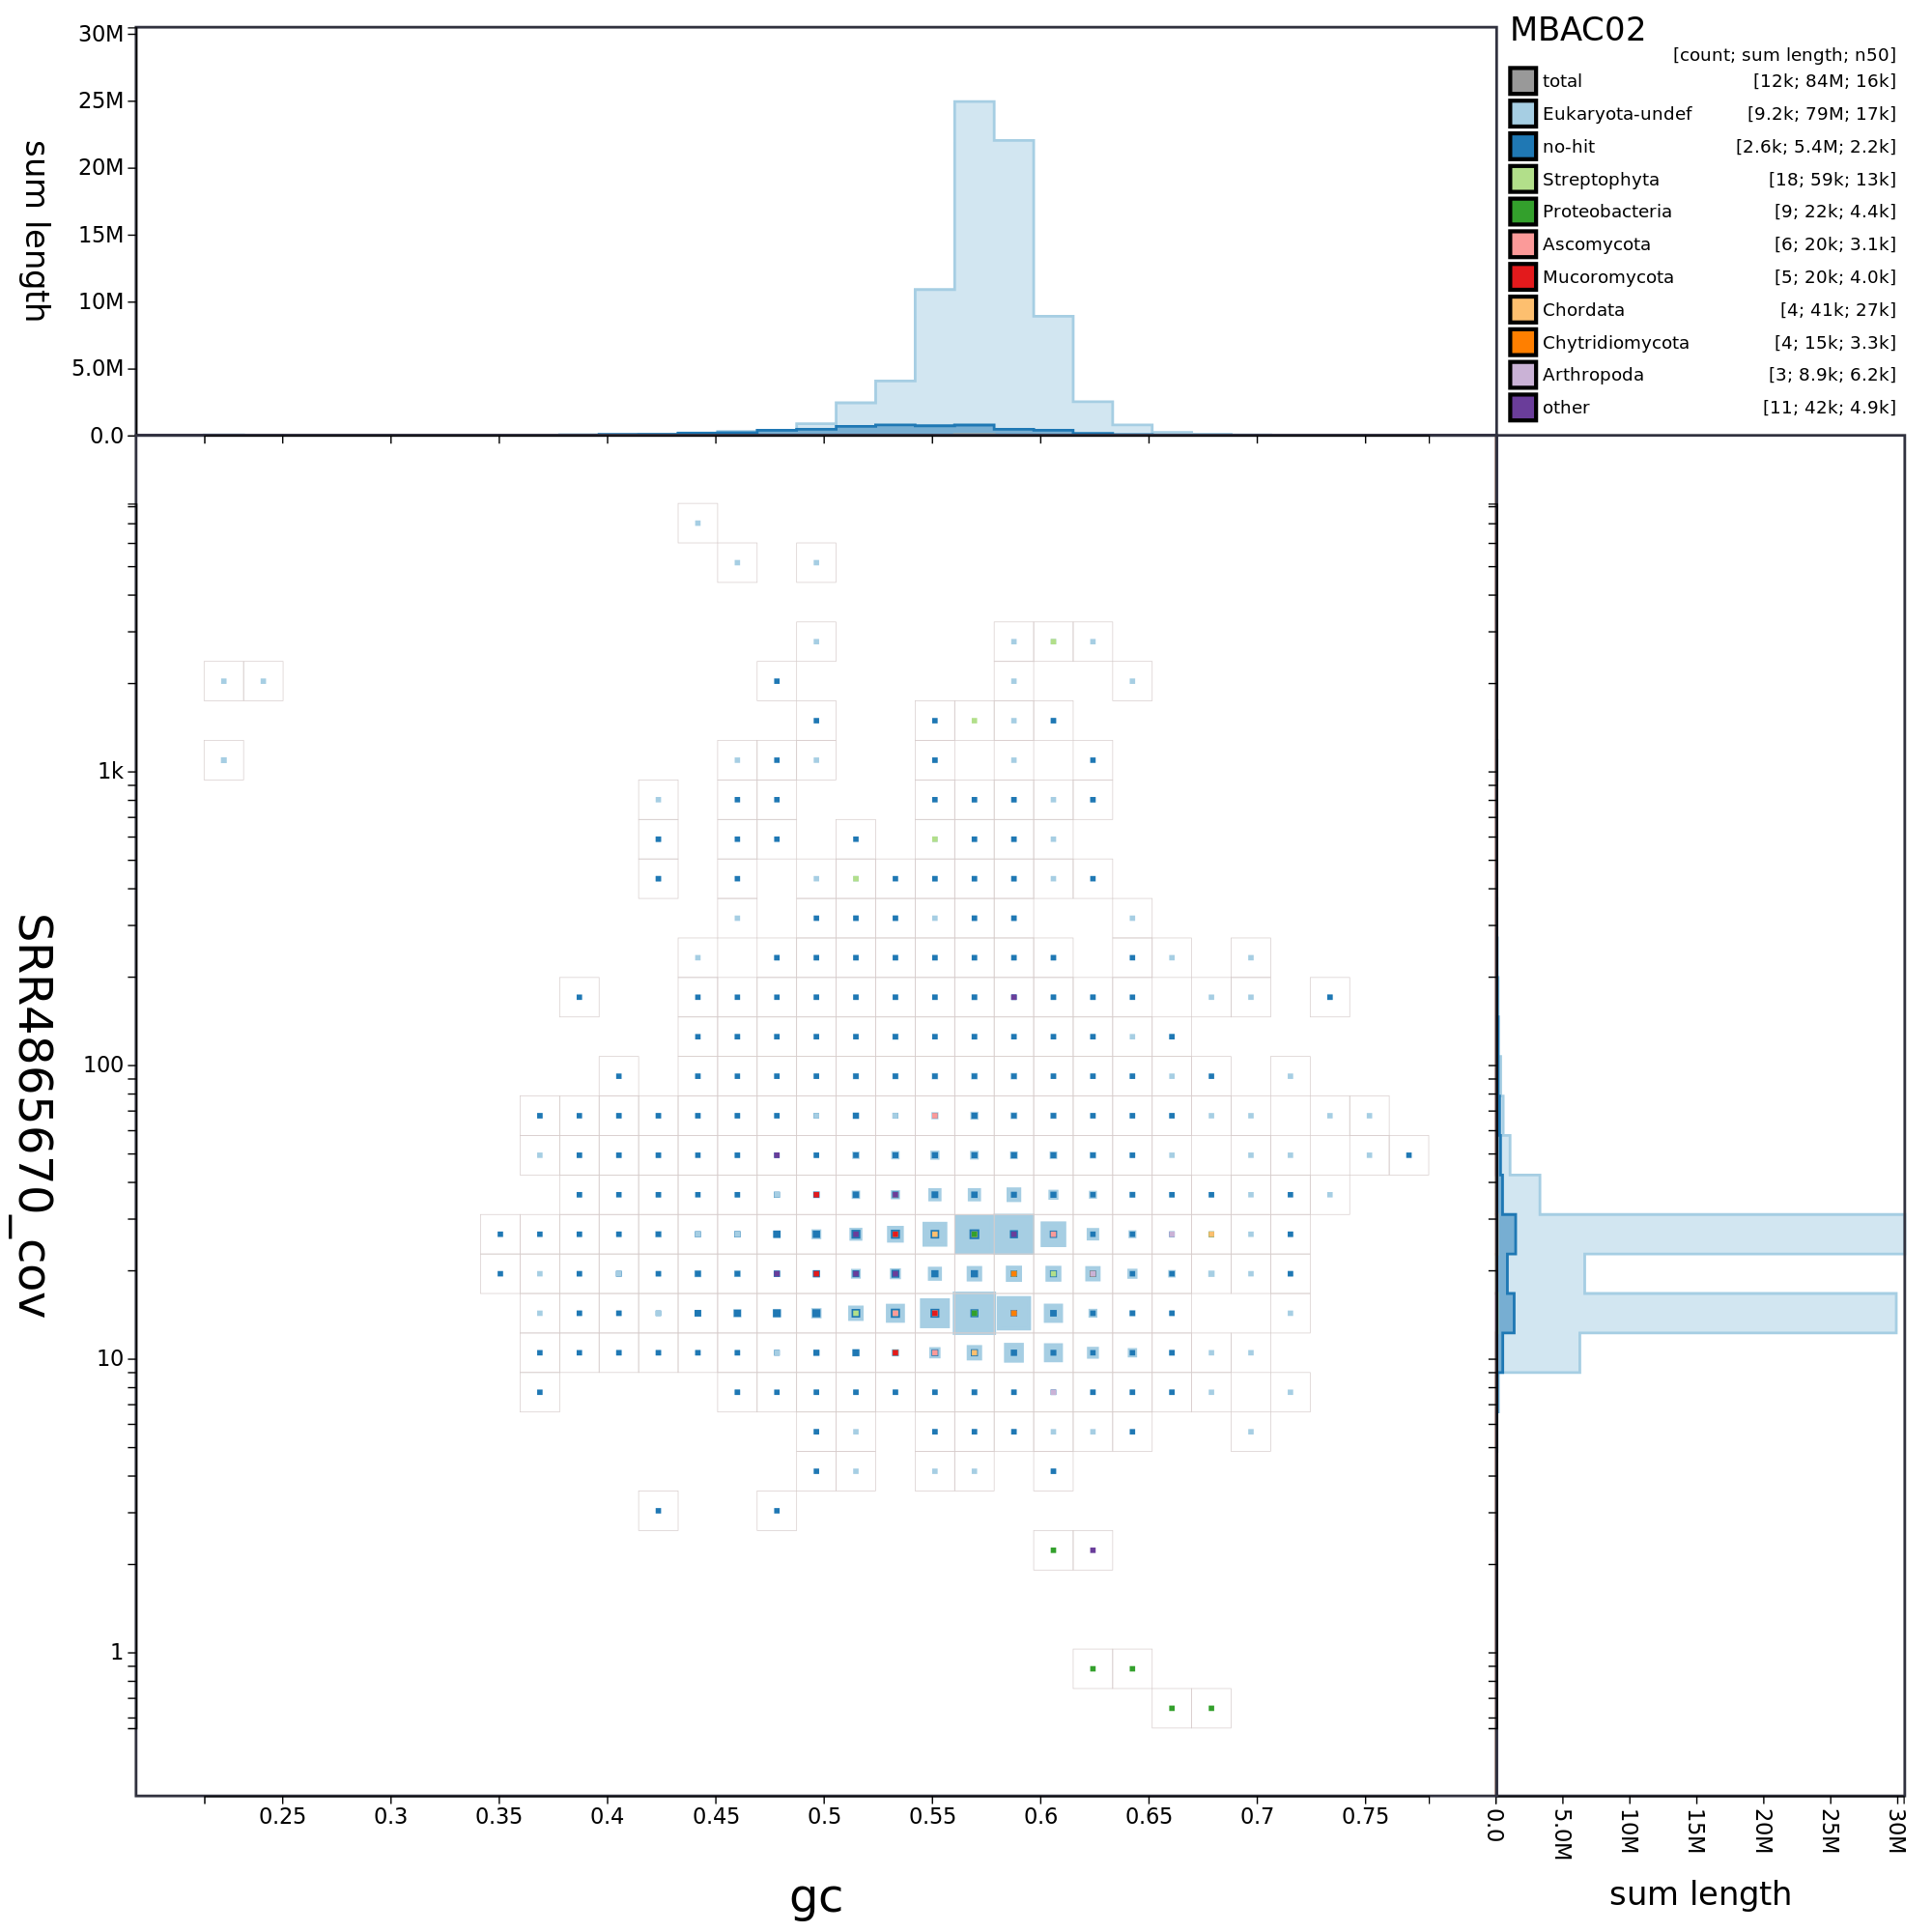 MBAC02
[count; sum length; n50]
total [12k; 84M; 16k]
Eukaryota-undef [9.2k; 79M; 17k]
no-hit [2.6k; 5.4M; 2.2k]
Streptophyta [18; 59k; 13k]
Proteobacteria [9; 22k; 4.4k]
Ascomycota [6; 20k; 3.1k]
Mucoromycota [5; 20k; 4.0k]
Chordata [4; 41k; 27k]
Chytridiomycota [4; 15k; 3.3k]
Arthropoda [3; 8.9k; 6.2k]
other [11; 42k; 4.9k]
sum length
30M
25M
20M
15M
10M
5.0M
0.0
SRR4865670_cov
1k
100
10
1
0.25 0.3 0.35 0.4 0.45 0.5 0.55 0.6 0.65 0.7 0.75
gc
0.0 5.0M 10M 15M 20M 25M 30M
sum length